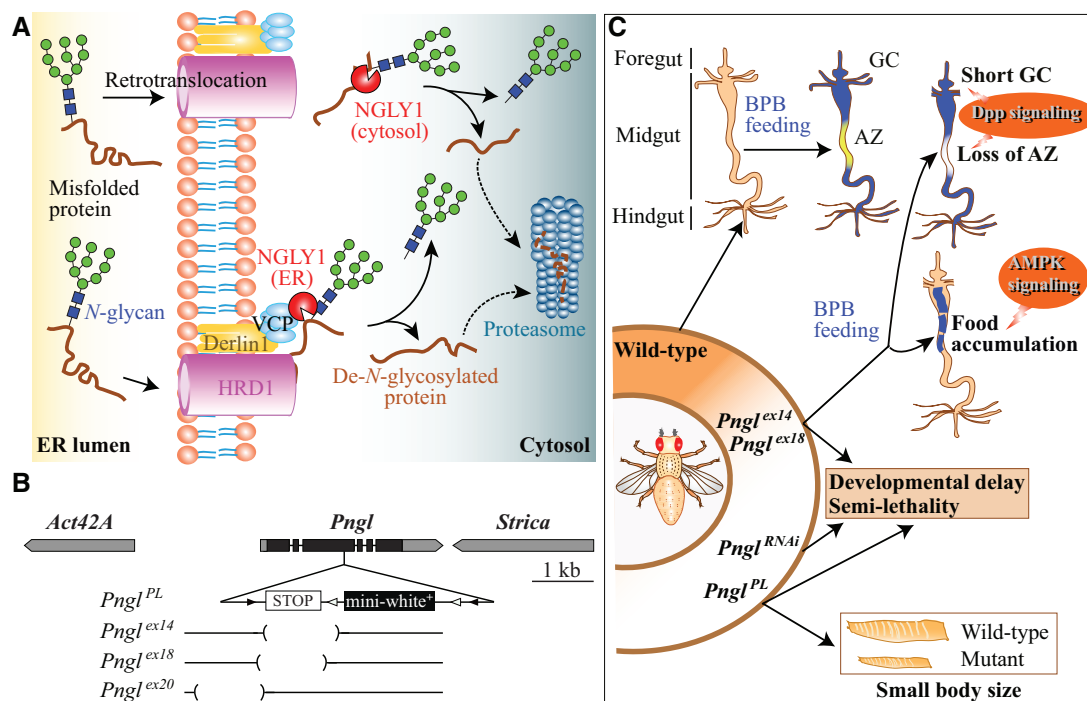 A
Retrotranslocation
NGLY1
(cytosol)
Misfolded
protein
NGLY1
(ER)
N-glycan
VCP
Derlin1
HRD1
Proteasome
De-N-glycosylated
protein
ER lumen
Cytosol
B
Act42A
Pngl
Strica
1 kb
Pngl PL
STOP
mini-white+
Pngl ex14
Pngl ex18
Pngl ex20
C
Foregut
Midgut
Hindgut
BPB
feeding
GC
AZ
Short GC
Dpp signaling
Loss of AZ
AMPK
signaling
BPB
feeding
Food
accumulation
Wild-type
Pngl ex14
Pngl ex18
Developmental delay
Semi-lethality
Pngl RNAi
Pngl PL
Wild-type
Mutant
Small body size